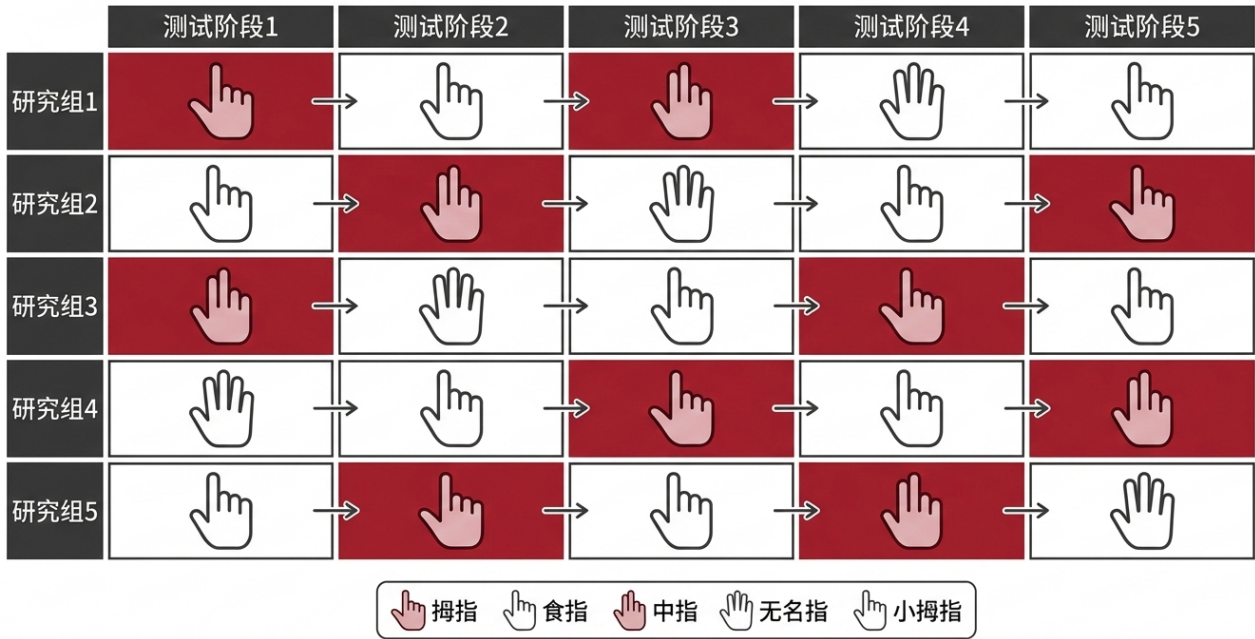 测试阶段1 测试阶段2 测试阶段3 测试阶段4 测试阶段5
研究组1
研究组2
研究组3
研究组4
研究组5
拇指 食指 中指 无名指 小拇指